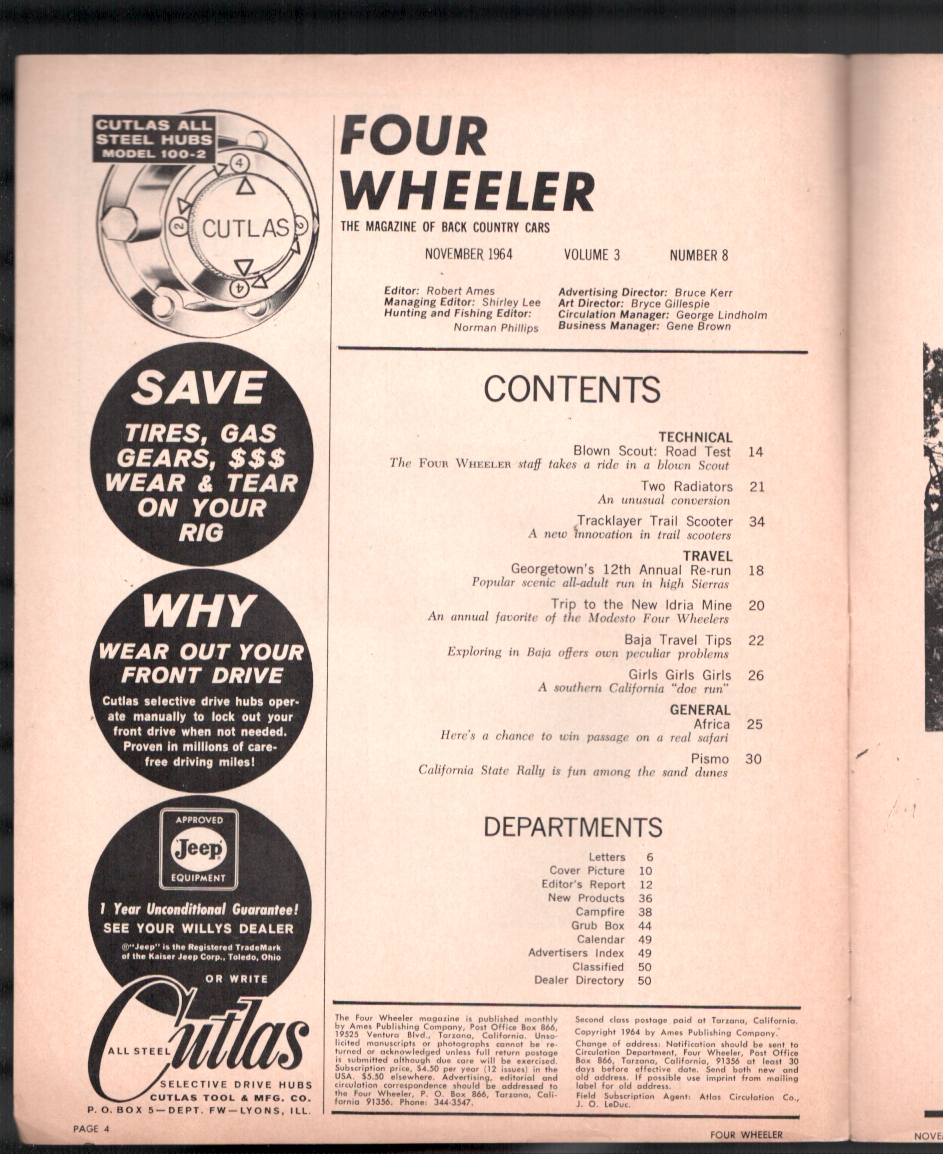 CUTLAS ALL
STEEL HUBS
MODEL 100-2
4
2
CUTLAS
2
4
SAVE
TIRES, GAS
GEARS, $$$
WEAR & TEAR
ON YOUR
RIG
WHY
WEAR OUT YOUR
FRONT DRIVE
Cutlas selective drive hubs oper-
ate manually to lock out your
front drive when not needed.
Proven in millions of care-
free driving miles!
APPROVED
Jeep
EQUIPMENT
1 Year Unconditional Guarantee!
SEE YOUR WILLYS DEALER
®"Jeep" is the Registered TradeMark
of the Kaiser Jeep Corp., Toledo, Ohio
OR WRITE
Cutlas
ALL STEEL
SELECTIVE DRIVE HUBS
CUTLAS TOOL & MFG. CO.
P. O. BOX 5—DEPT. FW—LYONS, ILL.
PAGE 4
FOUR
WHEELER
THE MAGAZINE OF BACK COUNTRY CARS
NOVEMBER 1964 VOLUME 3 NUMBER 8
Editor: Robert Ames
Managing Editor: Shirley Lee
Hunting and Fishing Editor:
Norman Phillips
Advertising Director: Bruce Kerr
Art Director: Bryce Gillespie
Circulation Manager: George Lindholm
Business Manager: Gene Brown
CONTENTS
TECHNICAL
Blown Scout: Road Test 14
The FOUR WHEELER staff takes a ride in a blown Scout
Two Radiators 21
An unusual conversion
Tracklayer Trail Scooter 34
A new innovation in trail scooters
TRAVEL
Georgetown's 12th Annual Re-run 18
Popular scenic all-adult run in high Sierras
Trip to the New Idria Mine 20
An annual favorite of the Modesto Four Wheelers
Baja Travel Tips 22
Exploring in Baja offers own peculiar problems
Girls Girls Girls 26
A southern California "doe run"
GENERAL
Africa 25
Here's a chance to win passage on a real safari
Pismo 30
California State Rally is fun among the sand dunes
DEPARTMENTS
Letters 6
Cover Picture 10
Editor's Report 12
New Products 36
Campfire 38
Grub Box 44
Calendar 49
Advertisers Index 49
Classified 50
Dealer Directory 50
The Four Wheeler magazine is published monthly
by Ames Publishing Company, Post Office Box 866,
19525 Ventura Blvd., Tarzana, California. Unso-
licited manuscripts or photographs cannot be re-
turned or acknowledged unless full return postage
is submitted although due care will be exercised.
Subscription price, $4.50 per year (12 issues) in the
USA. $5.50 elsewhere. Advertising, editorial and
circulation correspondence should be addressed to
the Four Wheeler, P. O. Box 866, Tarzana, Cali-
fornia 91356. Phone: 344-3547.
Second class postage paid at Tarzana, California.
Copyright 1964 by Ames Publishing Company.
Change of address: Notification should be sent to
Circulation Department, Four Wheeler, Post Office
Box 866, Tarzana, California, 91356 at least 30
days before effective date. Send both new and
old address. If possible use imprint from mailing
label for old address.
Field Subscription Agent: Atlas Circulation Co.,
J. O. LeDuc.
FOUR WHEELER
NOVE